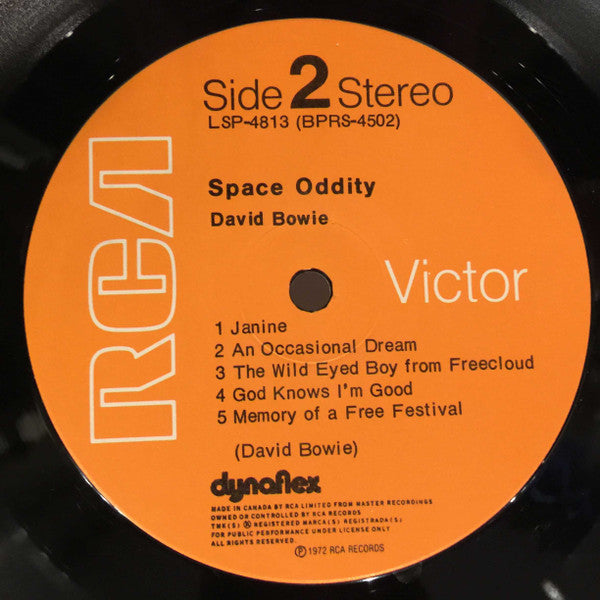 RCA
Side 2 Stereo
LSP-4813 (BPRS-4502)
Space Oddity
David Bowie
Victor
1 Janine
2 An Occasional Dream
3 The Wild Eyed Boy from Freecloud
4 God Knows I'm Good
5 Memory of a Free Festival
(David Bowie)
dynaflex
MADE IN CANADA BY RCA LIMITED FROM MASTER RECORDINGS
OWNED OR CONTROLLED BY RCA RECORDS
TMK(S) ® REGISTERED MARCA(S) REGISTRADA(S)
FOR PUBLIC PERFORMANCE UNDER LICENSE ONLY
ALL RIGHTS RESERVED.
℗ 1972 RCA RECORDS